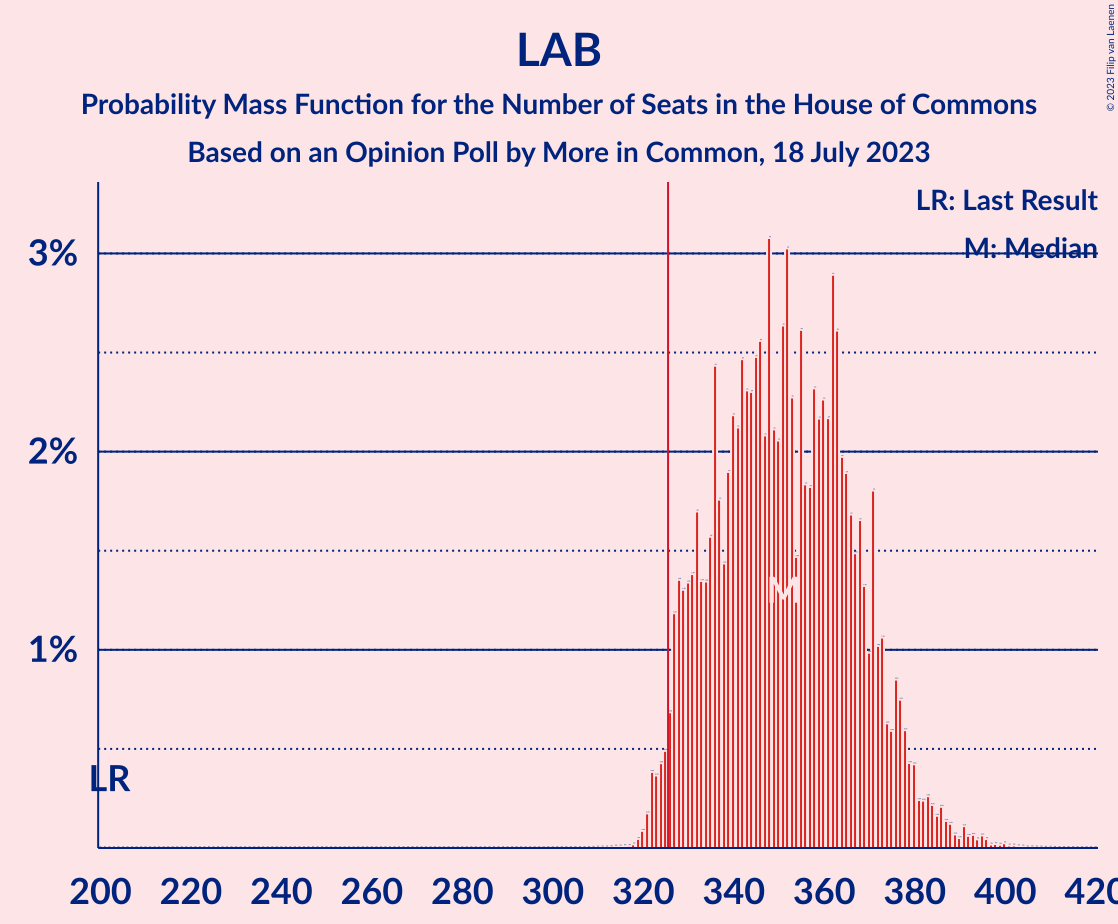 LAB
Probability Mass Function for the Number of Seats in the House of Commons
Based on an Opinion Poll by More in Common, 18 July 2023
© 2023 Filip van Laenen
LR: Last Result
M: Median
3%
2%
1%
M
LR
200 220 240 260 280 300 320 340 360 380 400 420